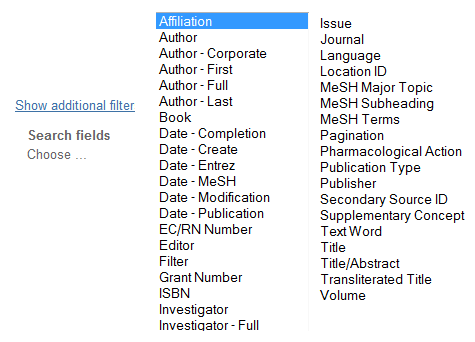 Show additional filter
Search fields
Choose ...
Affiliation
Author
Author - Corporate
Author - First
Author - Full
Author - Last
Book
Date - Completion
Date - Create
Date - Entrez
Date - MeSH
Date - Modification
Date - Publication
EC/RN Number
Editor
Filter
Grant Number
ISBN
Investigator
Investigator - Full
Issue
Journal
Language
Location ID
MeSH Major Topic
MeSH Subheading
MeSH Terms
Pagination
Pharmacological Action
Publication Type
Publisher
Secondary Source ID
Supplementary Concept
Text Word
Title
Title/Abstract
Transliterated Title
Volume